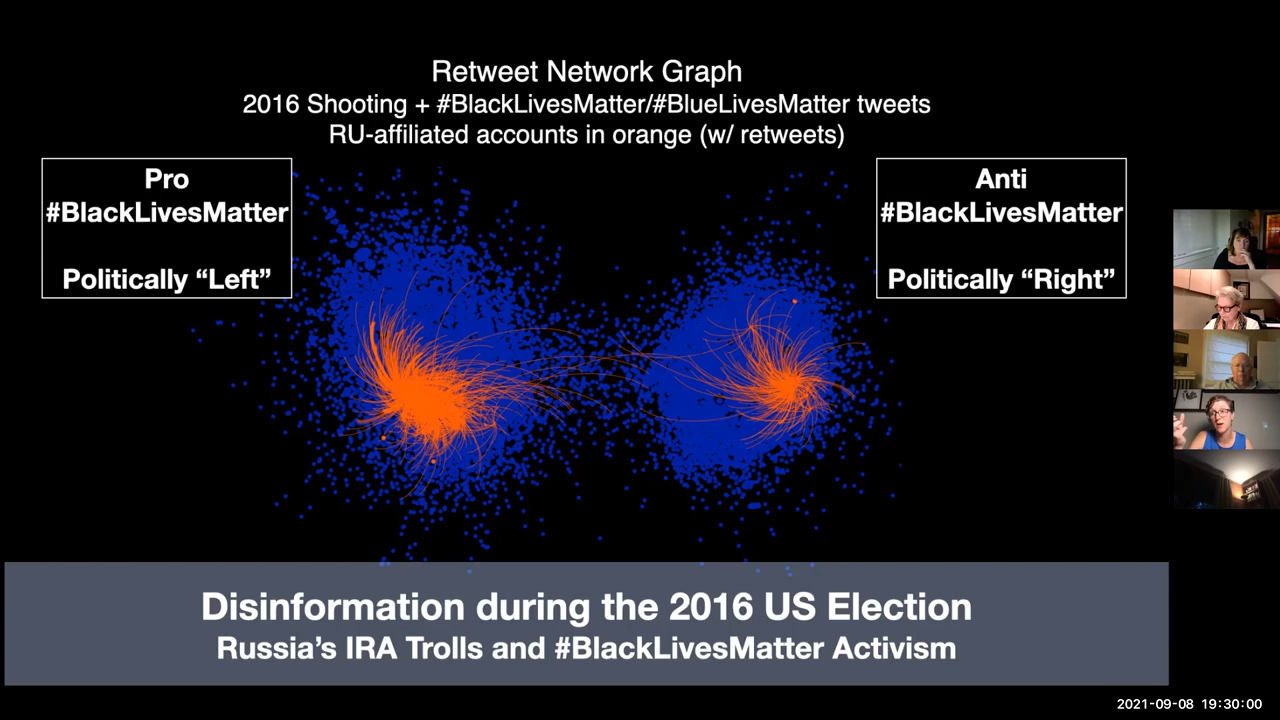 Retweet Network Graph
2016 Shooting + #BlackLivesMatter/#BlueLivesMatter tweets
RU-affiliated accounts in orange (w/ retweets)
Pro
#BlackLivesMatter
Politically “Left”
Anti
#BlackLivesMatter
Politically “Right”
Disinformation during the 2016 US Election
Russia’s IRA Trolls and #BlackLivesMatter Activism
2021-09-08 19:30:00